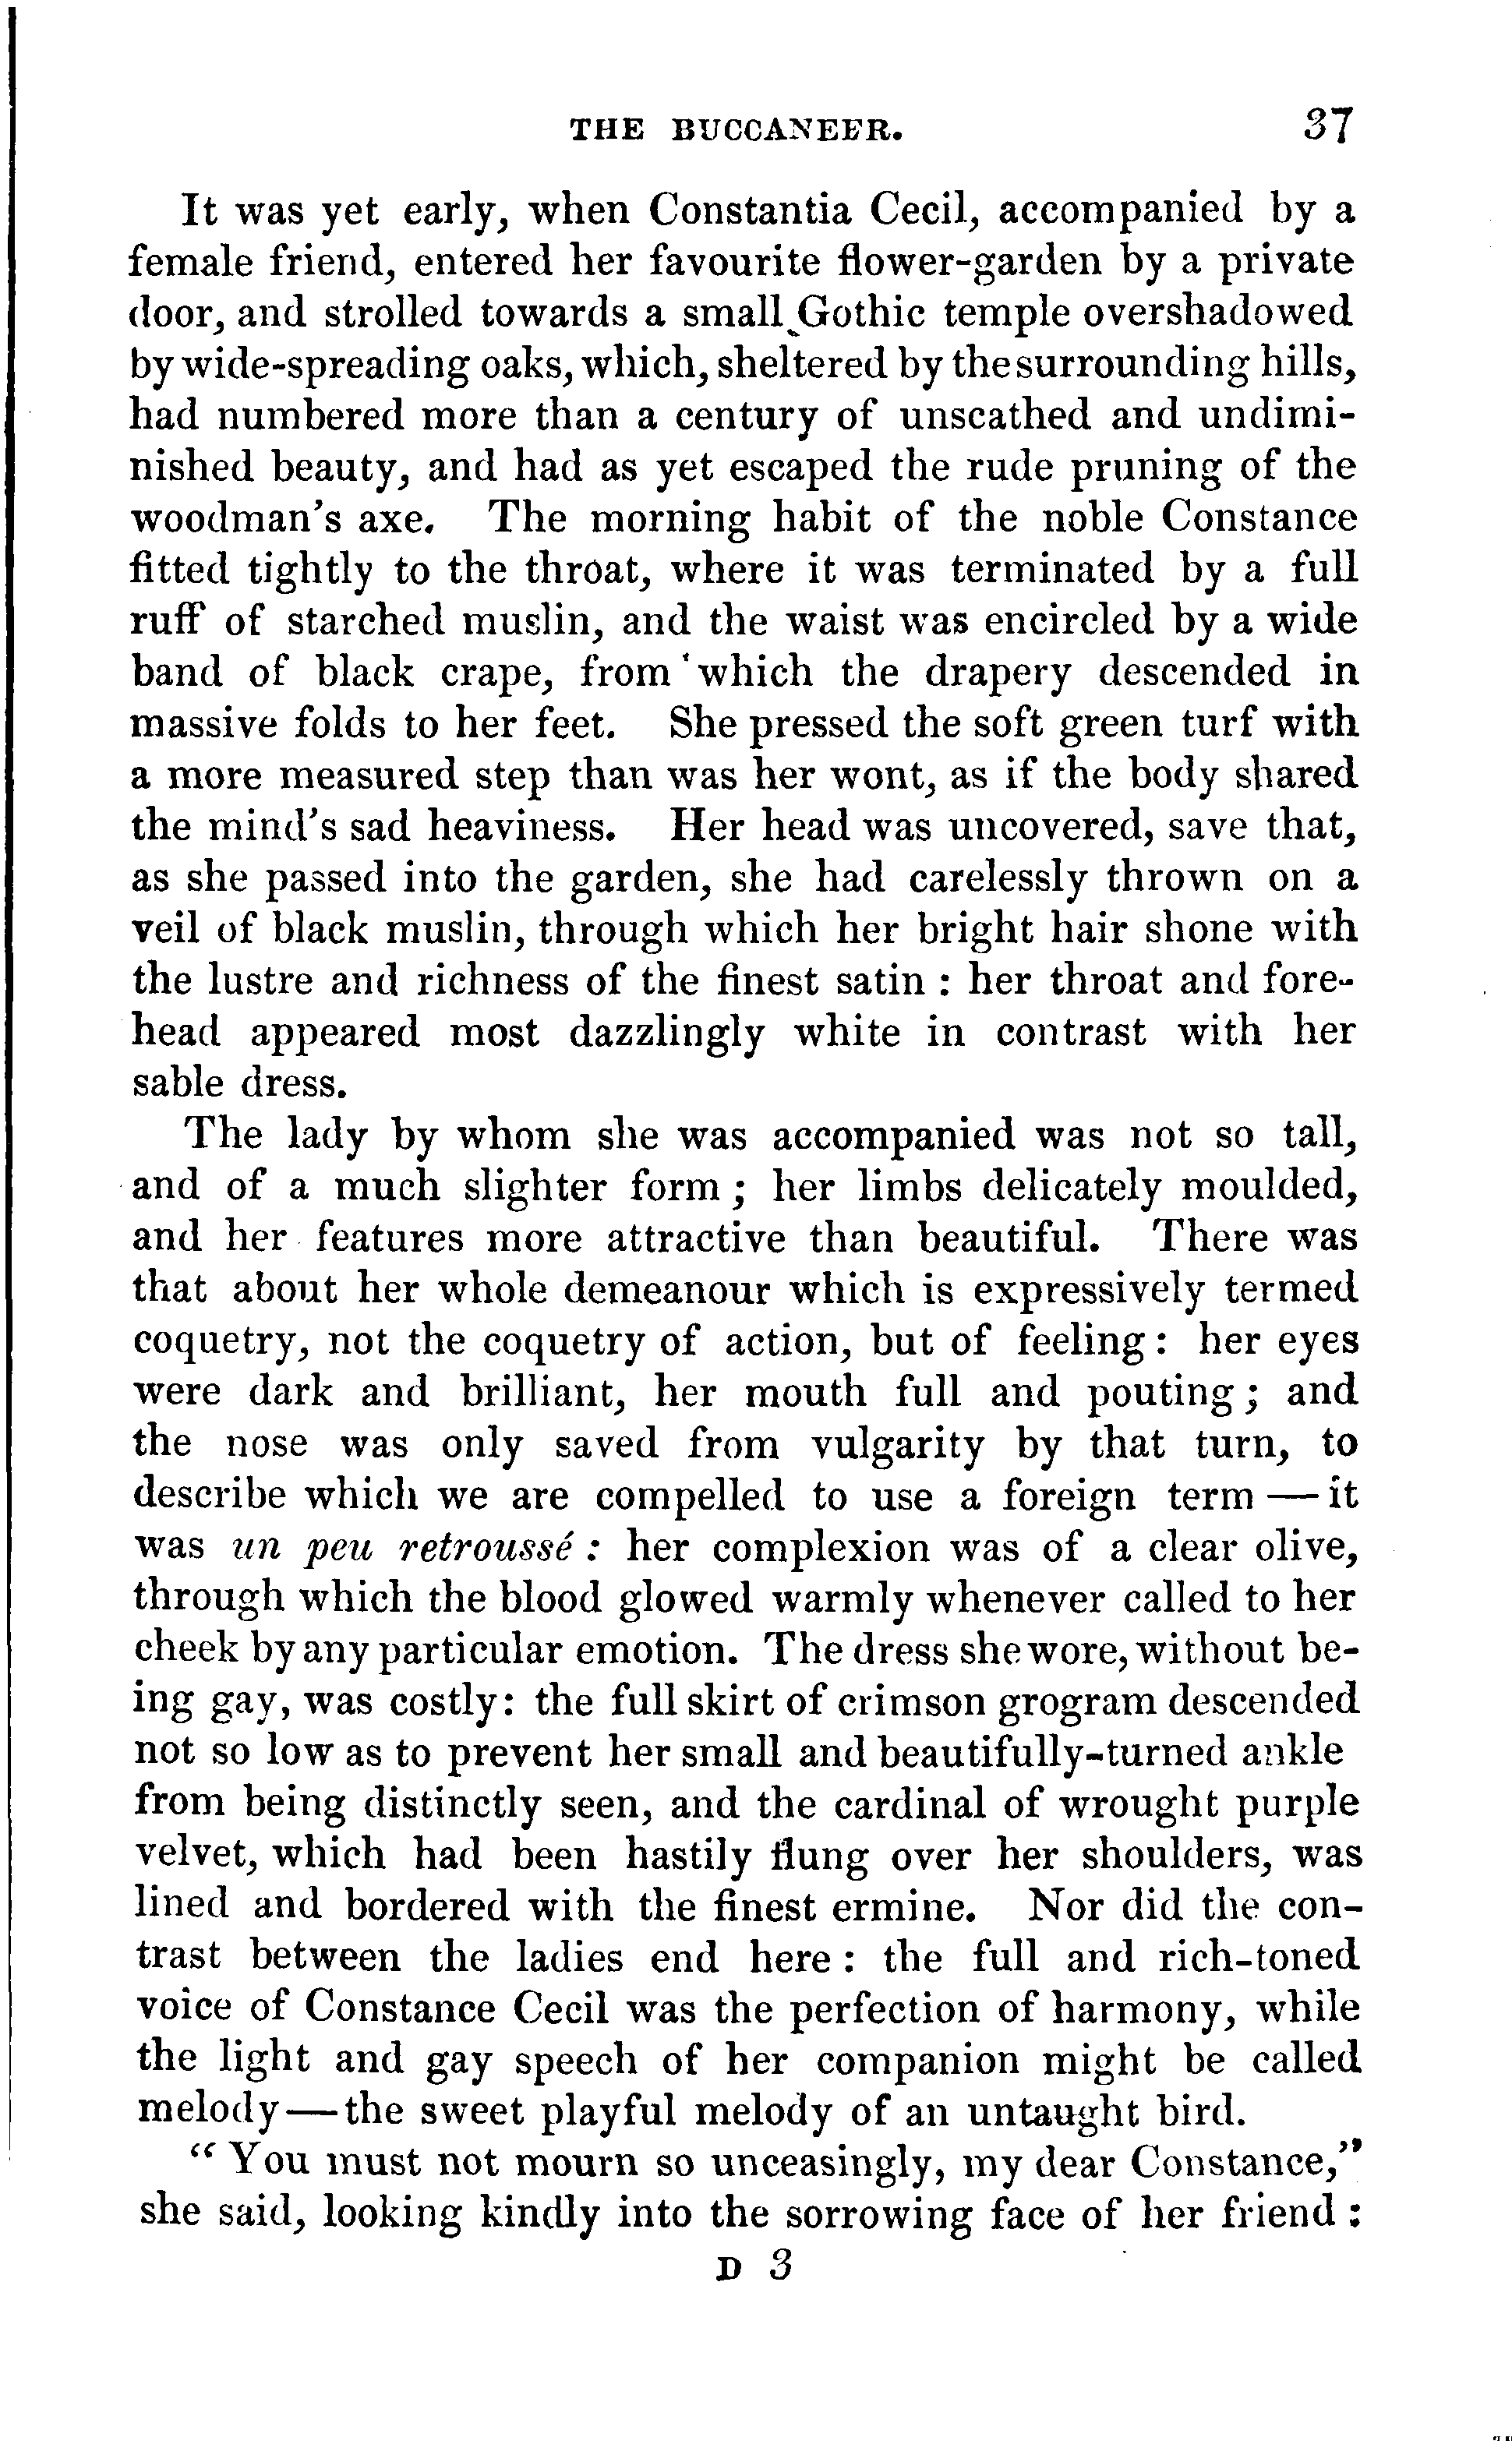 THE BUCCANEER. 37
It was yet early, when Constantia Cecil, accompanied by a
female friend, entered her favourite flower-garden by a private
door, and strolled towards a small Gothic temple overshadowed
by wide-spreading oaks, which, sheltered by the surrounding hills,
had numbered more than a century of unscathed and undimi-
nished beauty, and had as yet escaped the rude pruning of the
woodman's axe. The morning habit of the noble Constance
fitted tightly to the throat, where it was terminated by a full
ruff of starched muslin, and the waist was encircled by a wide
band of black crape, from which the drapery descended in
massive folds to her feet. She pressed the soft green turf with
a more measured step than was her wont, as if the body shared
the mind's sad heaviness. Her head was uncovered, save that,
as she passed into the garden, she had carelessly thrown on a
veil of black muslin, through which her bright hair shone with
the lustre and richness of the finest satin : her throat and fore-
head appeared most dazzlingly white in contrast with her
sable dress.
The lady by whom she was accompanied was not so tall,
and of a much slighter form ; her limbs delicately moulded,
and her features more attractive than beautiful. There was
that about her whole demeanour which is expressively termed
coquetry, not the coquetry of action, but of feeling : her eyes
were dark and brilliant, her mouth full and pouting ; and
the nose was only saved from vulgarity by that turn, to
describe which we are compelled to use a foreign term — it
was un peu retroussé : her complexion was of a clear olive,
through which the blood glowed warmly whenever called to her
cheek by any particular emotion. The dress she wore, without be-
ing gay, was costly: the full skirt of crimson grogram descended
not so low as to prevent her small and beautifully-turned ankle
from being distinctly seen, and the cardinal of wrought purple
velvet, which had been hastily flung over her shoulders, was
lined and bordered with the finest ermine. Nor did the con-
trast between the ladies end here : the full and rich-toned
voice of Constance Cecil was the perfection of harmony, while
the light and gay speech of her companion might be called
melody—the sweet playful melody of an untaught bird.
“ You must not mourn so unceasingly, my dear Constance,”
she said, looking kindly into the sorrowing face of her friend :
D 3